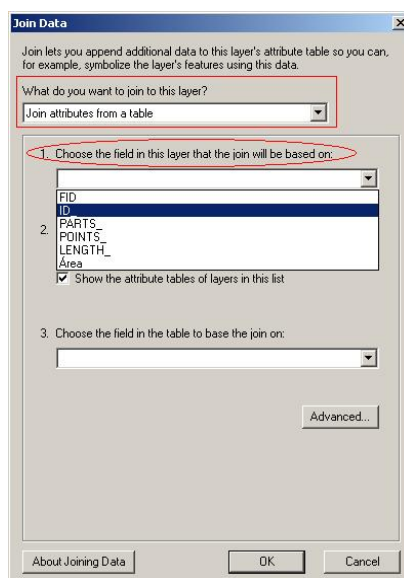 Join Data
Join lets you append additional data to this layer's attribute table so you can,
for example, symbolize the layer's features using this data.
What do you want to join to this layer?
Join attributes from a table
1. Choose the field in this layer that the join will be based on:
FID
ID_
PARTS_
2.
POINTS_
LENGTH_
Área
Show the attribute tables of layers in this list
3. Choose the field in the table to base the join on:
Advanced...
About Joining Data
OK
Cancel